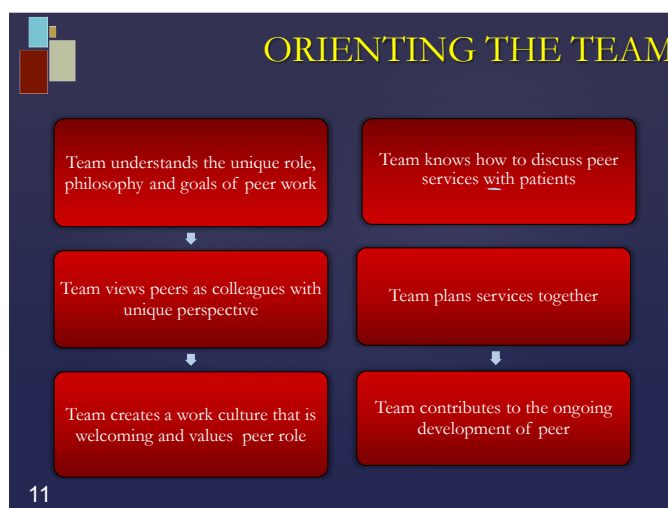 ORIENTING THE TEAM
Team understands the unique role,
philosophy and goals of peer work
Team views peers as colleagues with
unique perspective
Team creates a work culture that is
welcoming and values peer role
Team knows how to discuss peer
services with patients
Team plans services together
Team contributes to the ongoing
development of peer
11